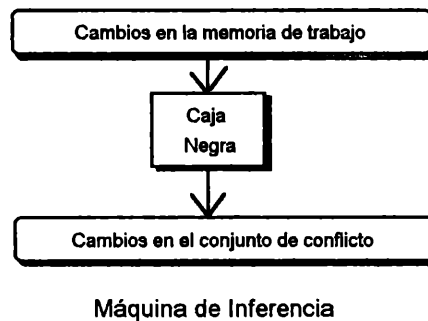 Cambios en la memoria de trabajo
Caja
Negra
Cambios en el conjunto de conflicto
Máquina de Inferencia